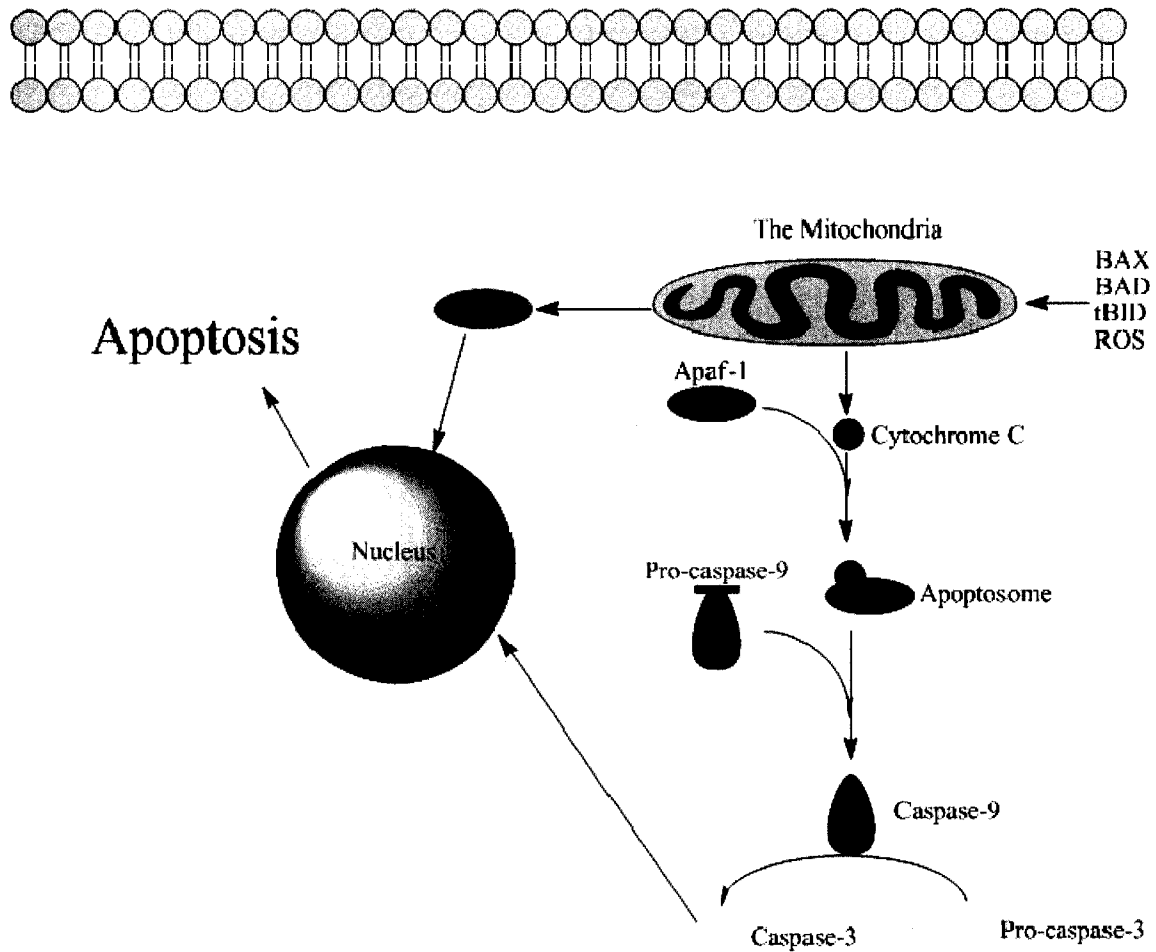 The Mitochondria
BAX
BAD
tBID
ROS
Apoptosis
Apaf-1
Cytochrome C
Nucleus
Pro-caspase-9
Apoptosome
Caspase-9
Caspase-3
Pro-caspase-3